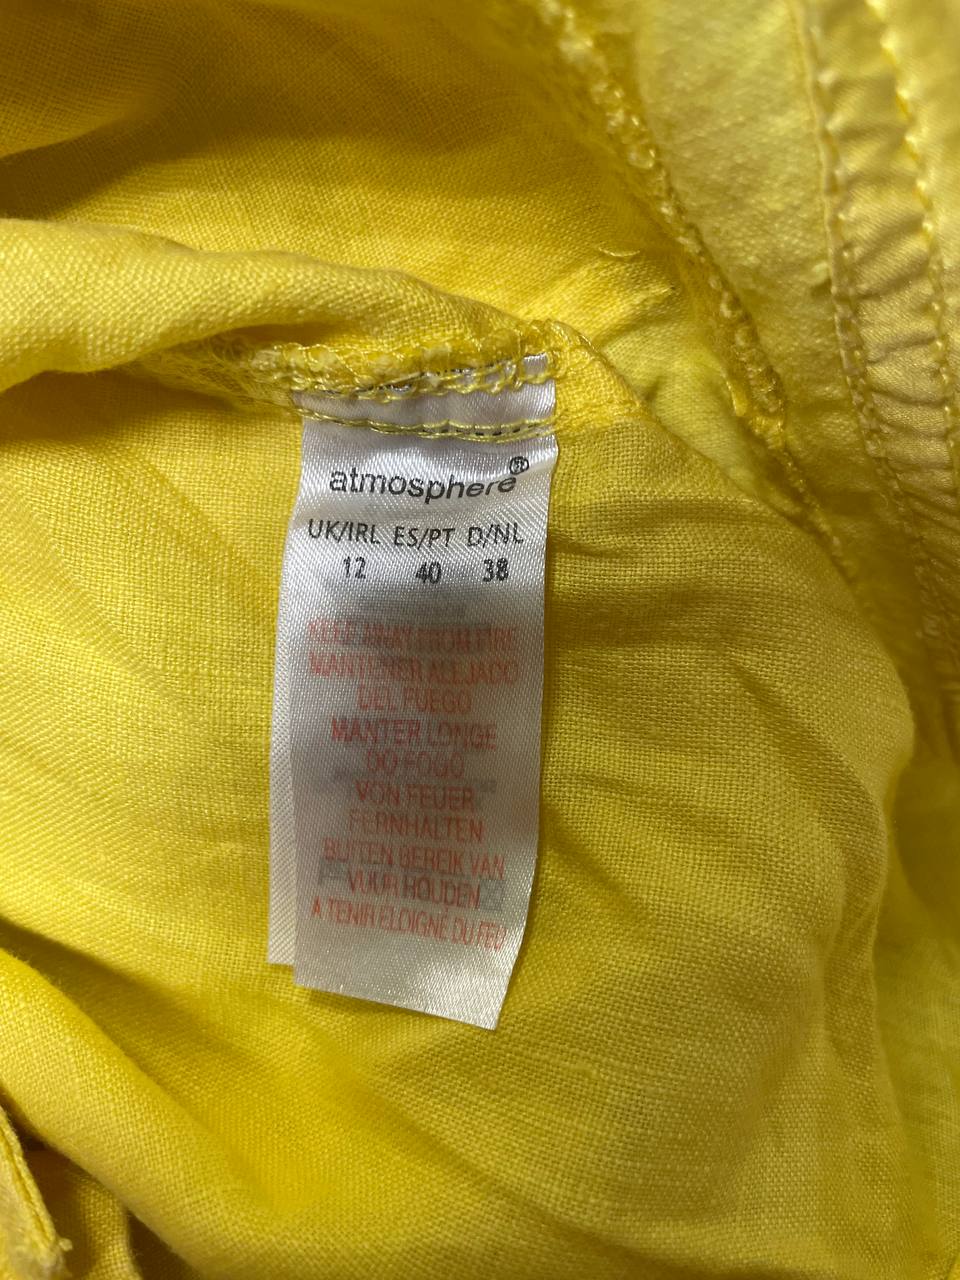 atmosphere®
UK/IRL ES/PT D/NL
12 40 38
KEEP AWAY FROM FIRE
MANTENER ALEJADO
DEL FUEGO
MANTER LONGE
DO FOGO
VON FEUER
FERNHALTEN
BUITEN BEREIK VAN
VUUR HOUDEN
A TENIR ELOIGNÉ DU FEU